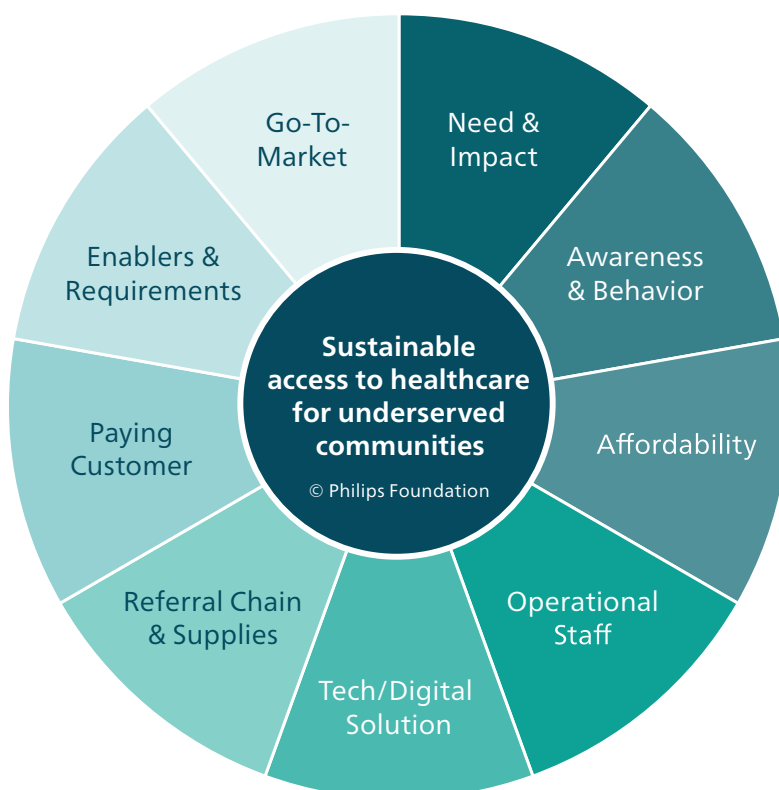 Go-To-
Market
Need &
Impact
Awareness
& Behavior
Affordability
Operational
Staff
Tech/Digital
Solution
Referral Chain
& Supplies
Paying
Customer
Enablers &
Requirements
Sustainable
access to healthcare
for underserved
communities
© Philips Foundation